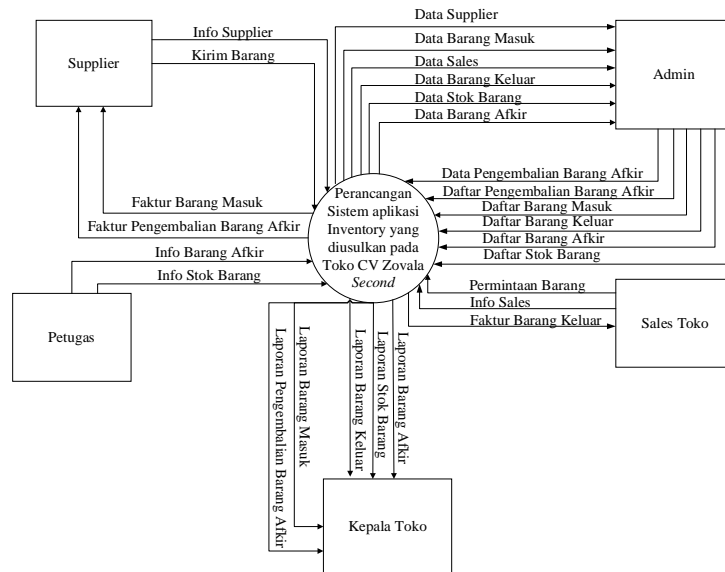 Data Supplier
Info Supplier
Data Barang Masuk
Kirim Barang
Supplier
Data Sales
Admin
Data Barang Keluar
Data Stok Barang
Data Barang Afkir
Data Pengembalian Barang Afkir
Daftar Pengembalian Barang Afkir
Faktur Barang Masuk
Daftar Barang Masuk
Daftar Barang Keluar
Faktur Pengembalian Barang Afkir
Daftar Barang Afkir
Info Barang Afkir
Daftar Stok Barang
Perancangan
Sistem aplikasi
Inventory yang
diusulkan pada
Toko CV Zovala
Second
Info Stok Barang
Permintaan Barang
Info Sales
Faktur Barang Keluar
Petugas
Sales Toko
Laporan Pengembalian Barang Afkir
Laporan Barang Masuk
Laporan Barang Keluar
Laporan Stok Barang
Laporan Barang Afkir
Kepala Toko